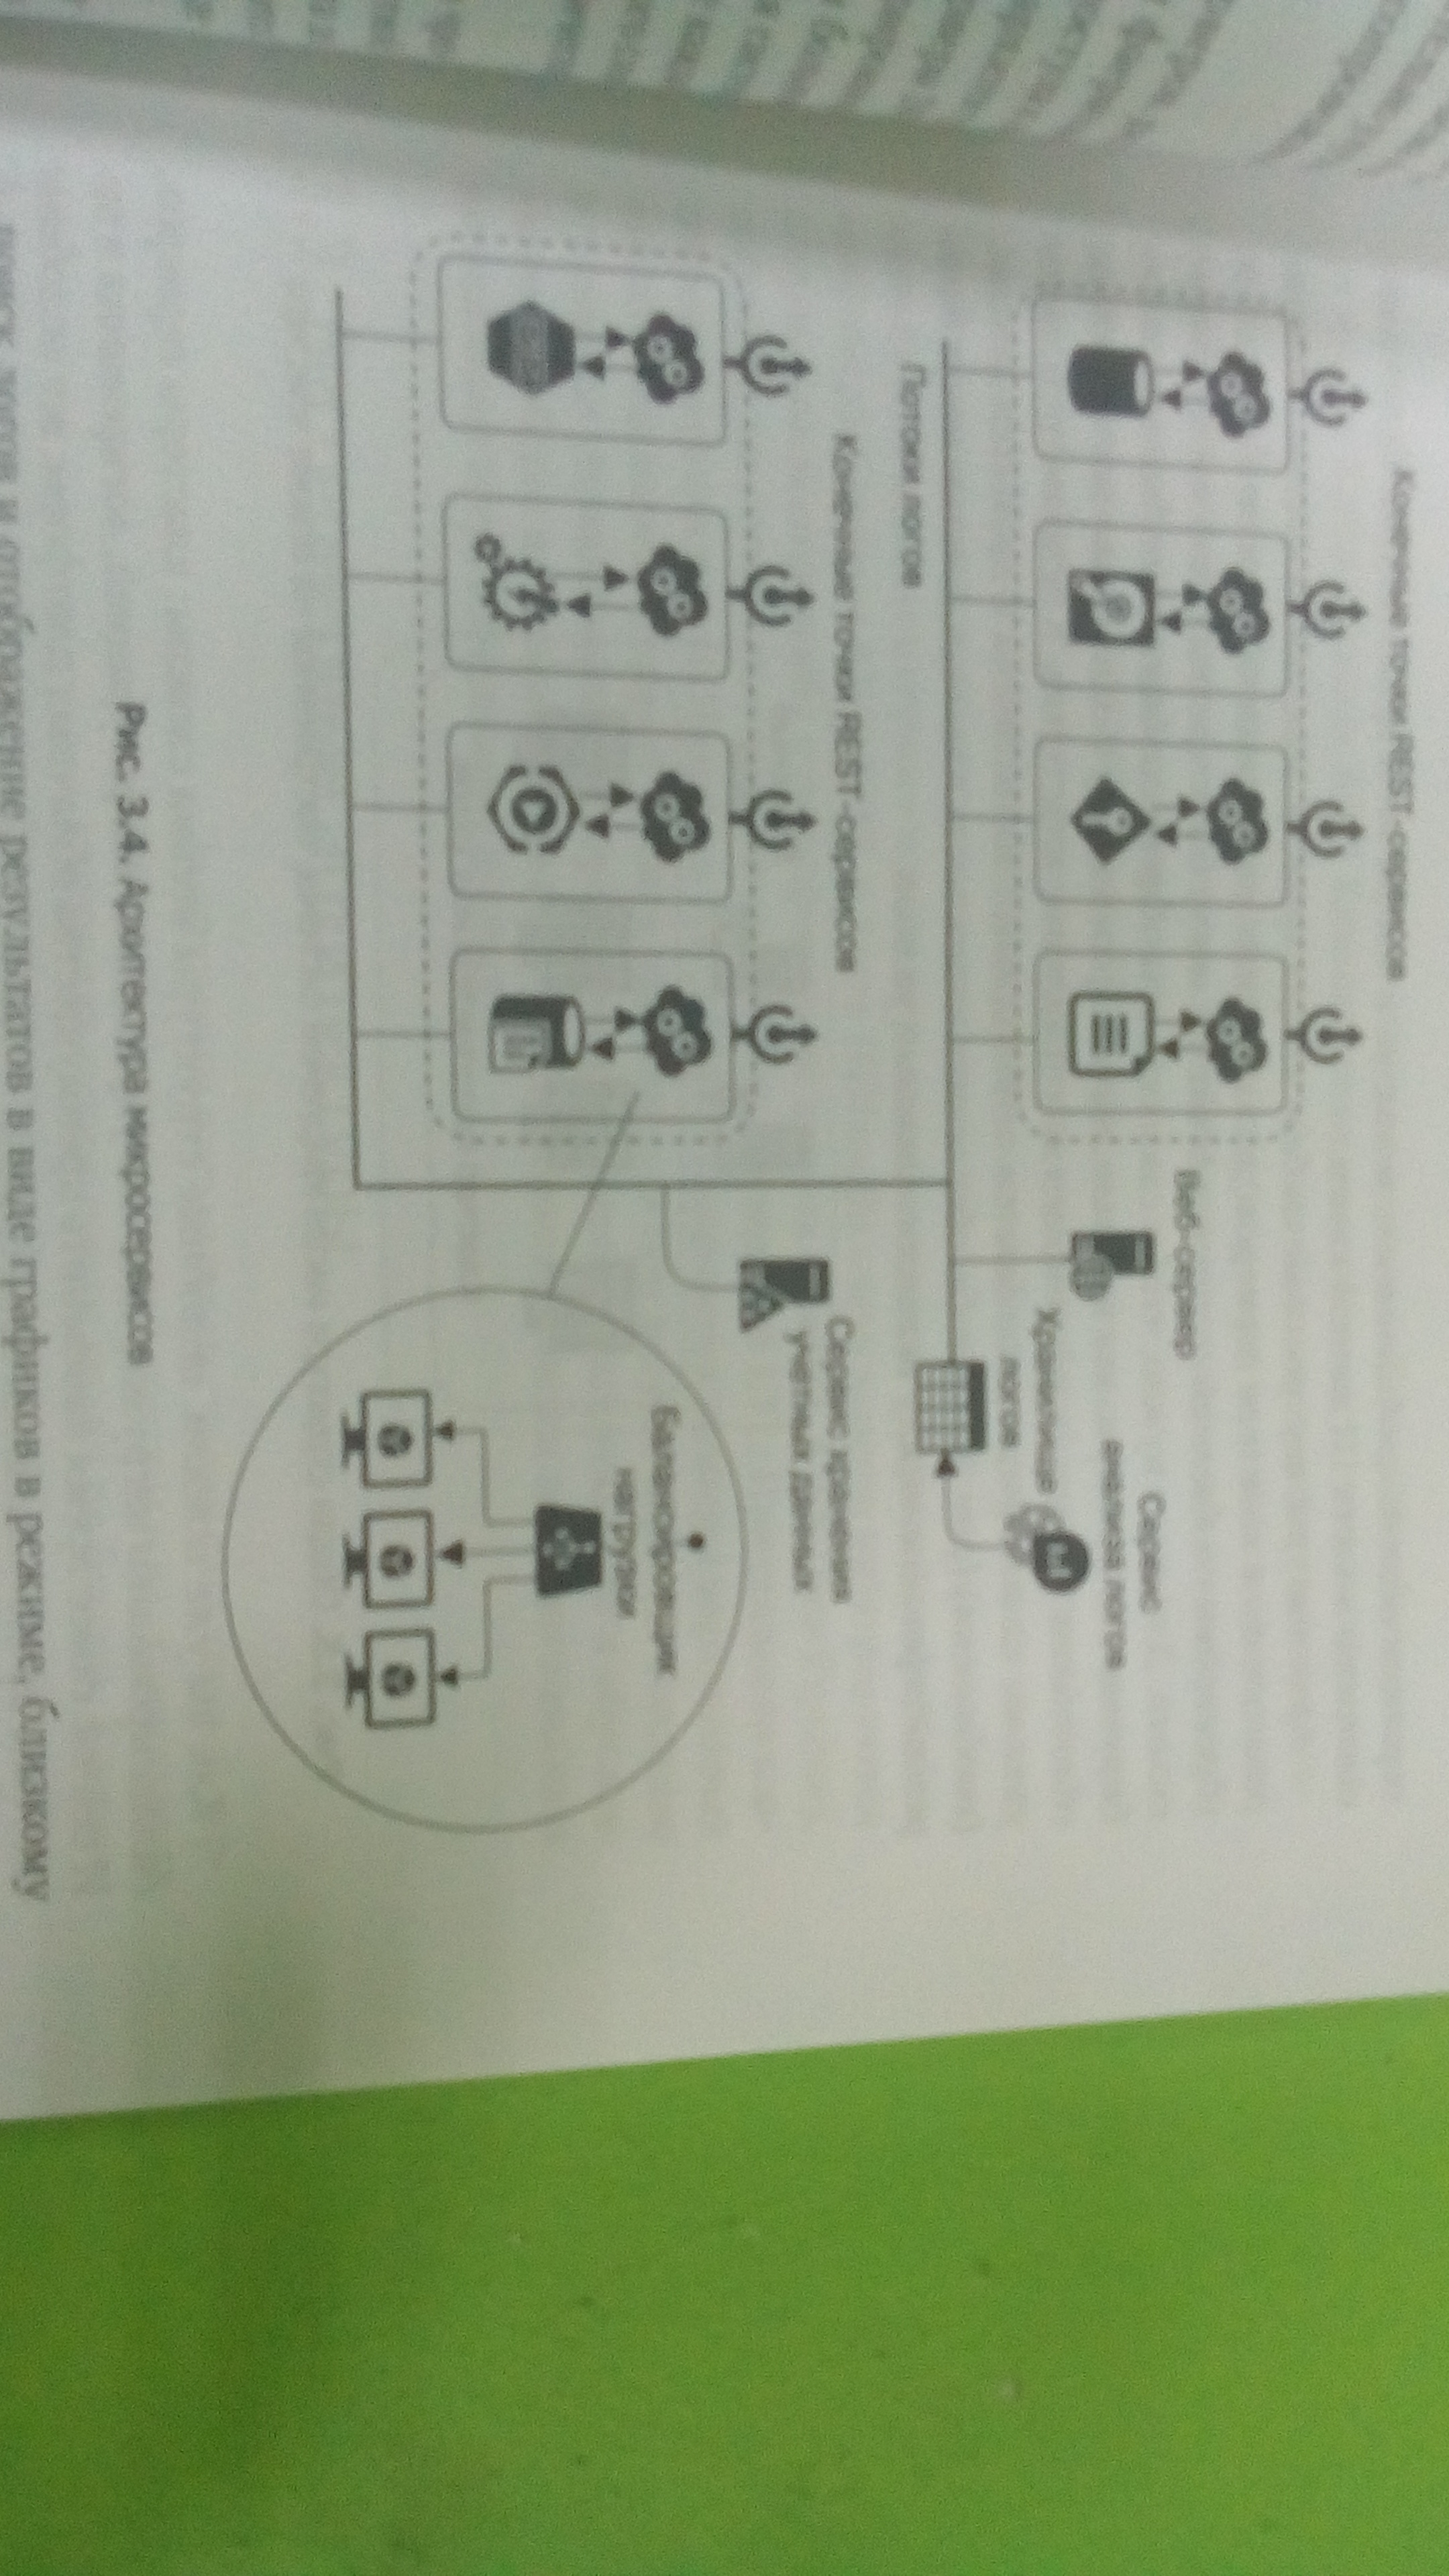 Конечные точки REST-сервисов
Веб-сервер
Сервис
анализа логов
Хранилище
логов
Потоки логов
Конечные точки REST-сервисов
Сервис хранения
учетных данных
Балансировщик
нагрузки
Рис. 3.4. Архитектура микросервисов
поиск логов и отображение результатов в виде графиков в режиме, близкому